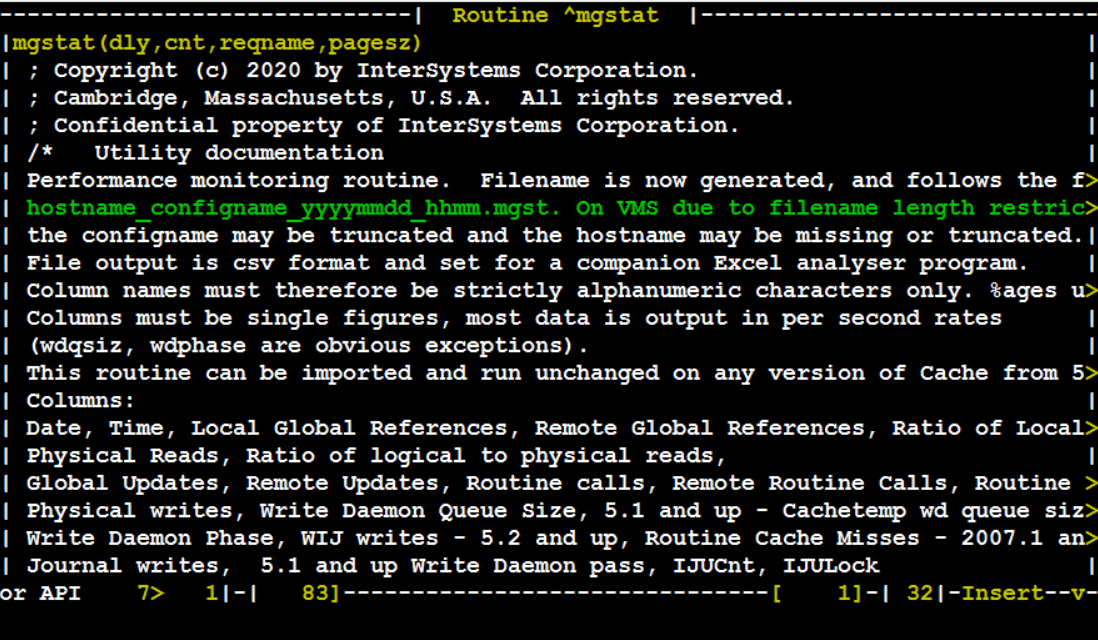 ------------------------------|  Routine ^mgstat  |-----------------------------
|mgstat(dly,cnt,reqname,pagesz)                                                |
| ; Copyright (c) 2020 by InterSystems Corporation.                            |
| ; Cambridge, Massachusetts, U.S.A.  All rights reserved.                     |
| ; Confidential property of InterSystems Corporation.                         |
| /*   Utility documentation                                                   |
| Performance monitoring routine.  Filename is now generated, and follows the f>
| hostname_configname_yyyymmdd_hhmm.mgst. On VMS due to filename length restric>
| the configname may be truncated and the hostname may be missing or truncated.|
| File output is csv format and set for a companion Excel analyser program.    |
| Column names must therefore be strictly alphanumeric characters only. %ages u>
| Columns must be single figures, most data is output in per second rates      |
| (wdqsiz, wdphase are obvious exceptions).                                    |
| This routine can be imported and run unchanged on any version of Cache from 5>
| Columns:                                                                     |
| Date, Time, Local Global References, Remote Global References, Ratio of Local>
| Physical Reads, Ratio of logical to physical reads,                          |
| Global Updates, Remote Updates, Routine calls, Remote Routine Calls, Routine >
| Physical writes, Write Daemon Queue Size, 5.1 and up - Cachetemp wd queue siz>
| Write Daemon Phase, WIJ writes - 5.2 and up, Routine Cache Misses - 2007.1 an>
| Journal writes,  5.1 and up Write Daemon pass, IJUCnt, IJULock               |
or API    7>   1|-|   83]-------------------------------[    1]-| 32|-Insert--v-